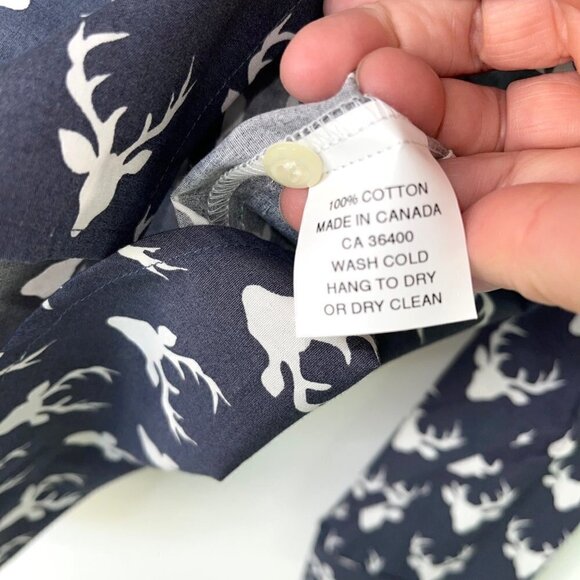 100% COTTON
MADE IN CANADA
CA 36400
WASH COLD
HANG TO DRY
OR DRY CLEAN